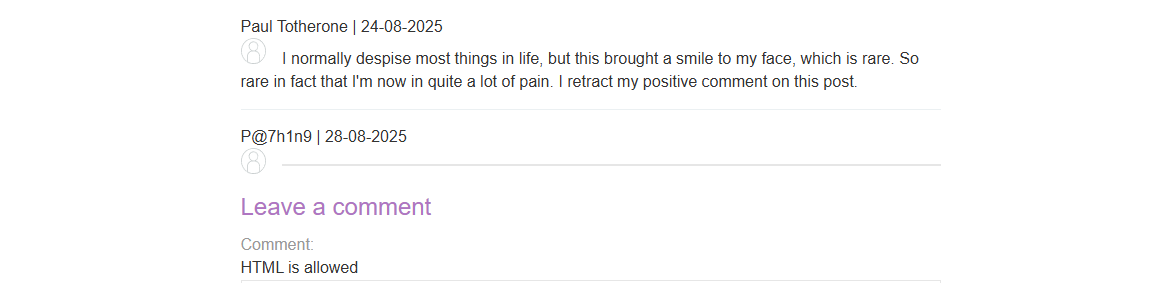 Paul Totherone | 24-08-2025
I normally despise most things in life, but this brought a smile to my face, which is rare. So
rare in fact that I'm now in quite a lot of pain. I retract my positive comment on this post.
P@7h1n9 | 28-08-2025
Leave a comment
Comment:
HTML is allowed